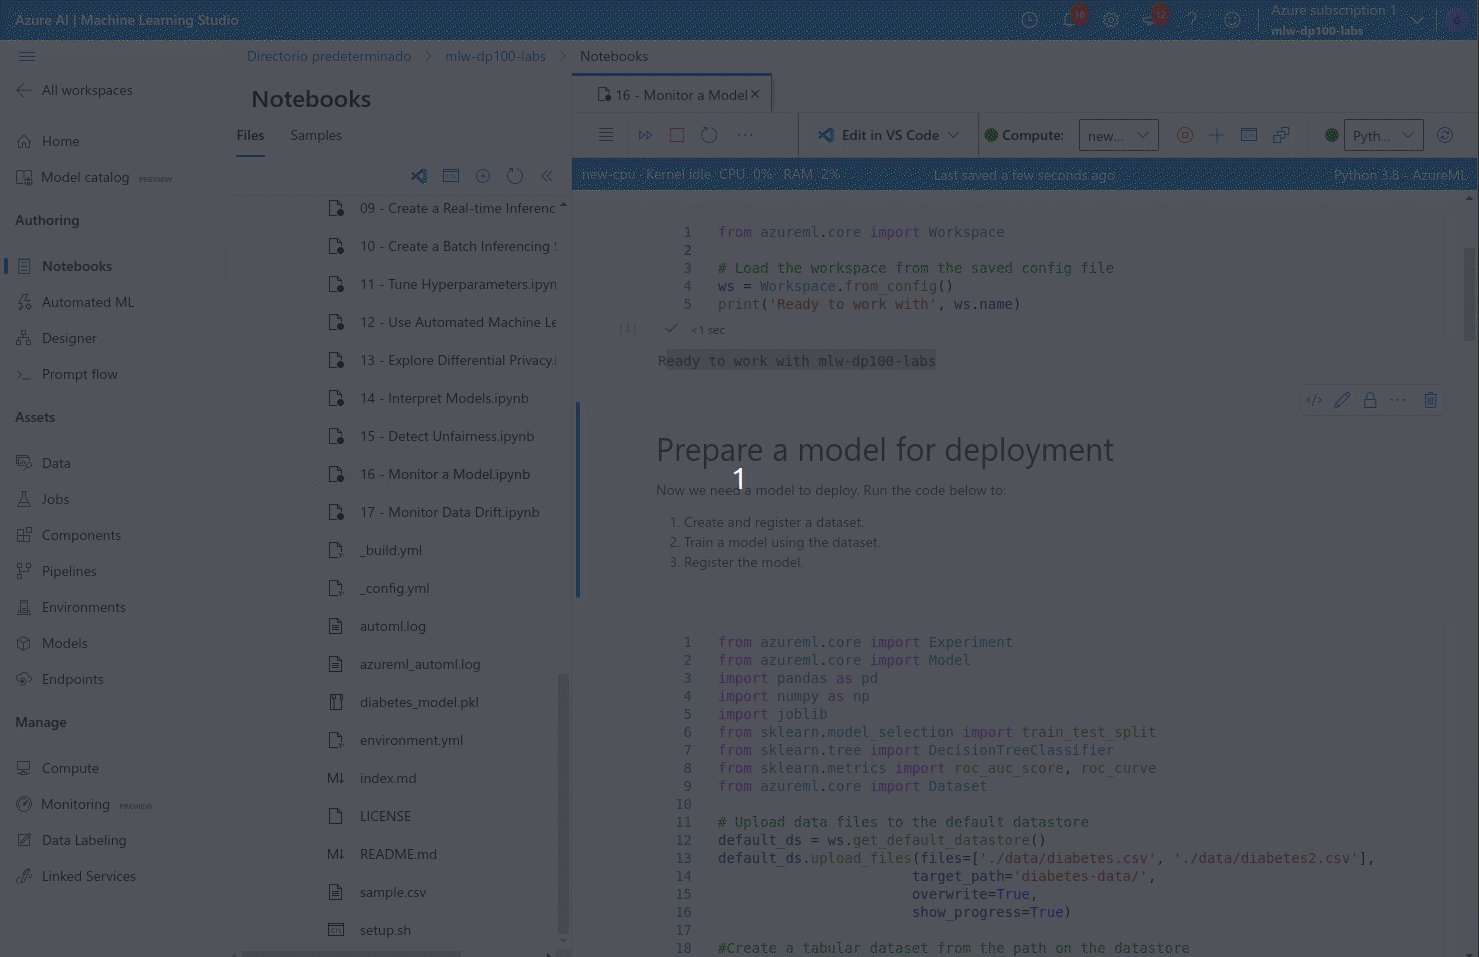 Azure AI | Machine Learning Studio
16
12
Azure subscription 1
mlw-dp100-labs
All workspaces
Home
Model catalog PREVIEW
Authoring
Notebooks
Automated ML
Designer
Prompt flow
Assets
Data
Jobs
Components
Pipelines
Environments
Models
Endpoints
Manage
Compute
Monitoring PREVIEW
Data Labeling
Linked Services
Directorio predeterminado > mlw-dp100-labs > Notebooks
Notebooks
Files Samples
09 - Create a Real-time Inferenc
10 - Create a Batch Inferencing
11 - Tune Hyperparameters.ipyn
12 - Use Automated Machine Le
13 - Explore Differential Privacy.i
14 - Interpret Models.ipynb
15 - Detect Unfairness.ipynb
16 - Monitor a Model.ipynb
17 - Monitor Data Drift.ipynb
_build.yml
_config.yml
automl.log
azureml_automl.log
diabetes_model.pkl
environment.yml
M↓ index.md
LICENSE
M↓ README.md
sample.csv
setup.sh
16 - Monitor a Model
Edit in VS Code
Compute: new...
Pyth...
new-cpu · Kernel idle CPU 0% RAM 2%
Last saved a few seconds ago
Python 3.8 - AzureML
1 from azureml.core import Workspace
2
3 # Load the workspace from the saved config file
4 ws = Workspace.from_config()
5 print('Ready to work with', ws.name)
[1] <1 sec
Ready to work with mlw-dp100-labs
Prepare a model for deployment
1
Now we need a model to deploy. Run the code below to:
1. Create and register a dataset.
2. Train a model using the dataset.
3. Register the model.
1 from azureml.core import Experiment
2 from azureml.core import Model
3 import pandas as pd
4 import numpy as np
5 import joblib
6 from sklearn.model_selection import train_test_split
7 from sklearn.tree import DecisionTreeClassifier
8 from sklearn.metrics import roc_auc_score, roc_curve
9 from azureml.core import Dataset
10
11 # Upload data files to the default datastore
12 default_ds = ws.get_default_datastore()
13 default_ds.upload_files(files=['./data/diabetes.csv', './data/diabetes2.csv'],
14 target_path='diabetes-data/',
15 overwrite=True,
16 show_progress=True)
17
18 #Create a tabular dataset from the path on the datastore